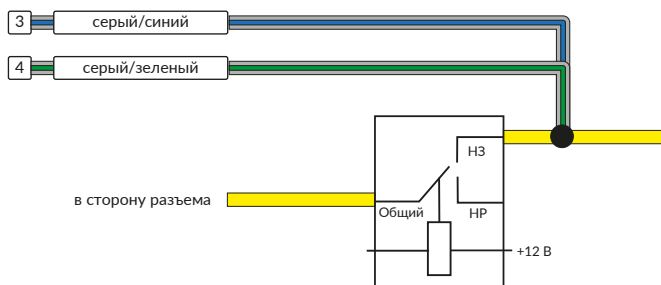 3 серый/синий
4 серый/зеленый
НЗ
в сторону разъема
Общий НР
+12 В